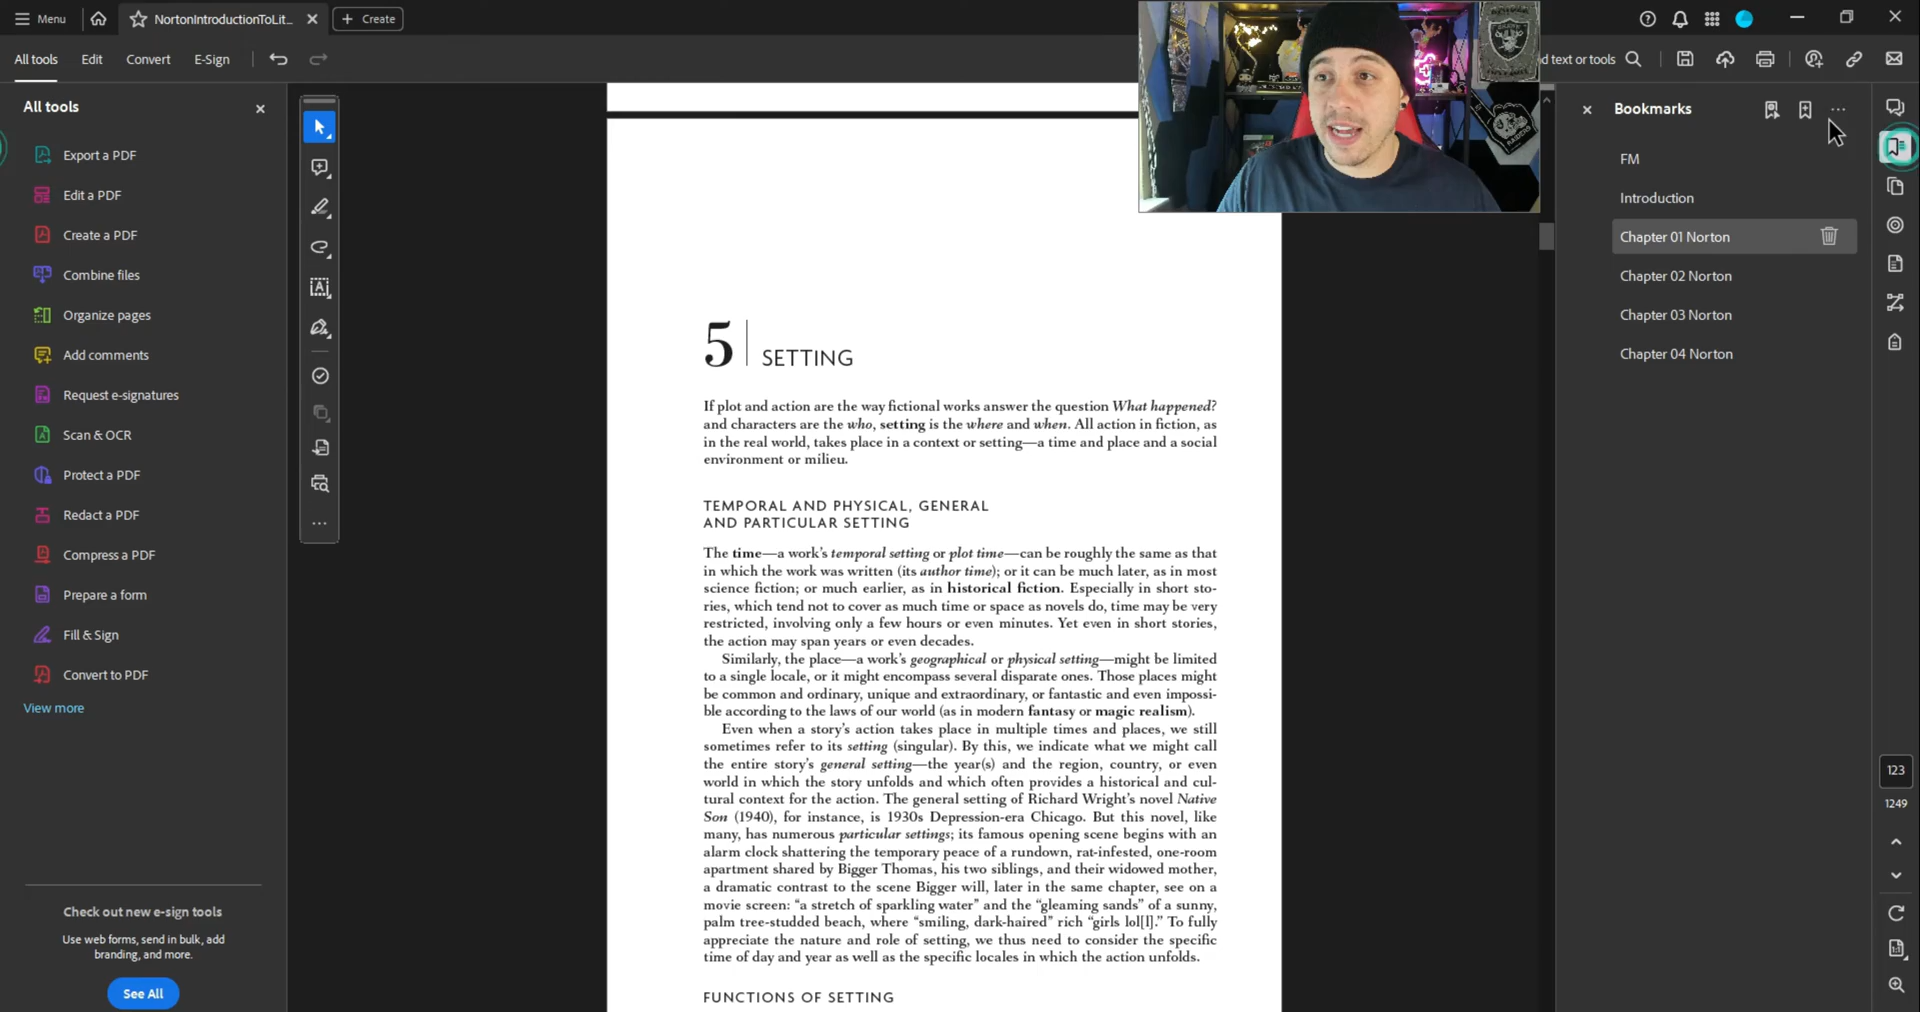 Menu
NortonIntroductionToLit...
Create
All tools
Edit
Convert
E-Sign
d text or tools
All tools
Export a PDF
Edit a PDF
Create a PDF
Combine files
Organize pages
Add comments
Request e-signatures
Scan & OCR
Protect a PDF
Redact a PDF
Compress a PDF
Prepare a form
Fill & Sign
Convert to PDF
View more
Check out new e-sign tools
Use web forms, send in bulk, add
branding, and more.
See All
5 SETTING
If plot and action are the way fictional works answer the question What happened?
and characters are the who, setting is the where and when. All action in fiction, as
in the real world, takes place in a context or setting—a time and place and a social
environment or milieu.
TEMPORAL AND PHYSICAL, GENERAL
AND PARTICULAR SETTING
The time—a work's temporal setting or plot time—can be roughly the same as that
in which the work was written (its author time); or it can be much later, as in most
science fiction; or much earlier, as in historical fiction. Especially in short sto-
ries, which tend not to cover as much time or space as novels do, time may be very
restricted, involving only a few hours or even minutes. Yet even in short stories,
the action may span years or even decades.
Similarly, the place—a work's geographical or physical setting—might be limited
to a single locale, or it might encompass several disparate ones. Those places might
be common and ordinary, unique and extraordinary, or fantastic and even impossi-
ble according to the laws of our world (as in modern fantasy or magic realism).
Even when a story's action takes place in multiple times and places, we still
sometimes refer to its setting (singular). By this, we indicate what we might call
the entire story's general setting—the year(s) and the region, country, or even
world in which the story unfolds and which often provides a historical and cul-
tural context for the action. The general setting of Richard Wright's novel Native
Son (1940), for instance, is 1930s Depression-era Chicago. But this novel, like
many, has numerous particular settings; its famous opening scene begins with an
alarm clock shattering the temporary peace of a rundown, rat-infested, one-room
apartment shared by Bigger Thomas, his two siblings, and their widowed mother,
a dramatic contrast to the scene Bigger will, later in the same chapter, see on a
movie screen: "a stretch of sparkling water" and the "gleaming sands" of a sunny,
palm tree-studded beach, where "smiling, dark-haired" rich "girls lol[l]." To fully
appreciate the nature and role of setting, we thus need to consider the specific
time of day and year as well as the specific locales in which the action unfolds.
FUNCTIONS OF SETTING
Bookmarks
FM
Introduction
Chapter 01 Norton
Chapter 02 Norton
Chapter 03 Norton
Chapter 04 Norton
123
1249